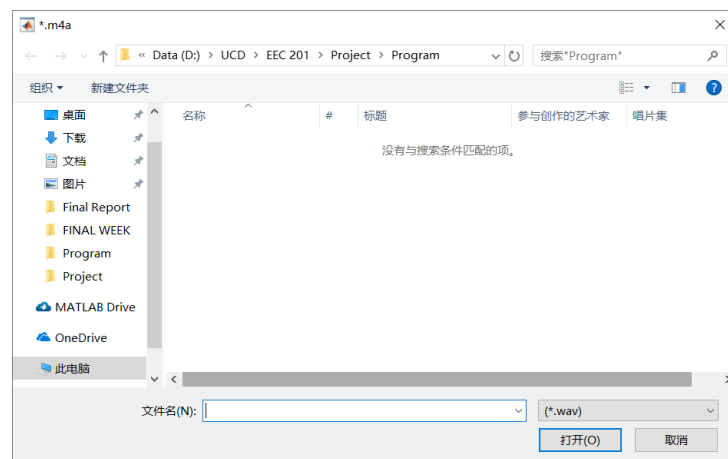 *.m4a
« Data (D:) > UCD > EEC 201 > Project > Program
搜索"Program"
组织 新建文件夹
名称 # 标题 参与创作的艺术家 唱片集
没有与搜索条件匹配的项。
桌面
下载
文档
图片
Final Report
FINAL WEEK
Program
Project
MATLAB Drive
OneDrive
此电脑
文件名(N): (*.wav)
打开(O) 取消